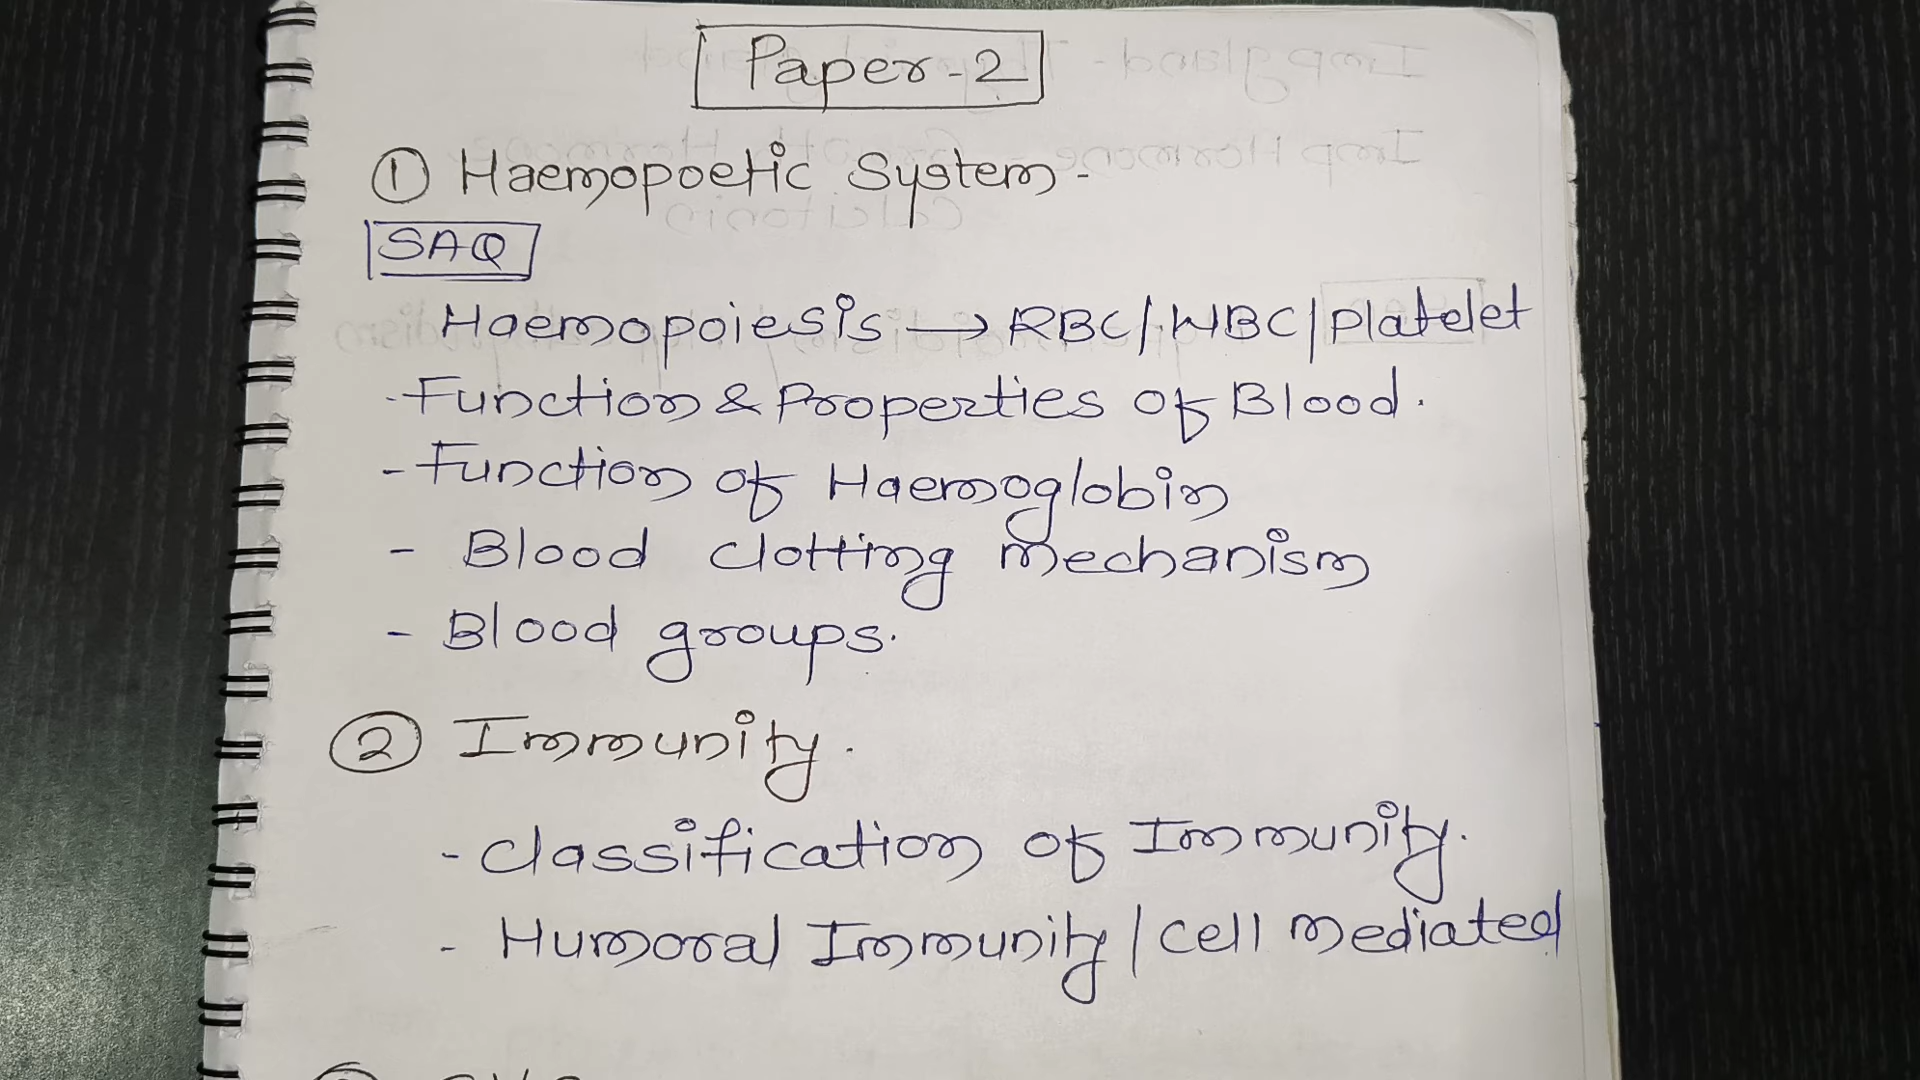 Paper-2
① Haemopoetic System-
SAQ
Haemopoiesis → RBC/WBC/Platelet
-Function & Properties of Blood.
-Function of Haemoglobin
- Blood clotting mechanism
- Blood groups.
② Immunity.
- classification of Immunity.
- Humoral Immunity / cell mediated